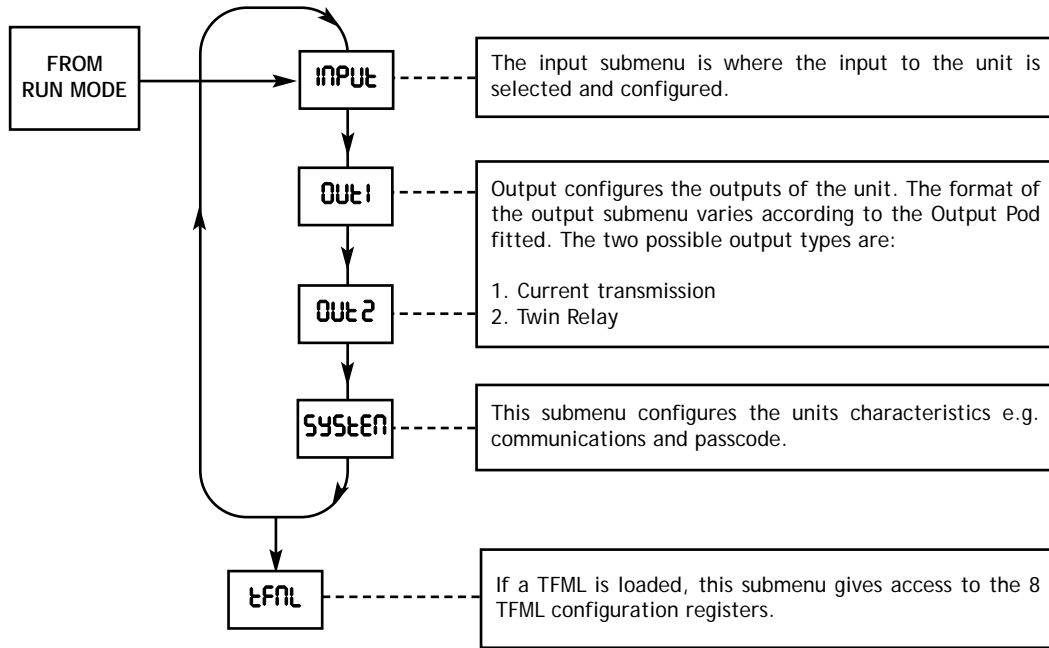 FROM
RUN MODE
INPUt
The input submenu is where the input to the unit is
selected and configured.
OUt1
Output configures the outputs of the unit. The format of
the output submenu varies according to the Output Pod
fitted. The two possible output types are:
1. Current transmission
2. Twin Relay
OUt2
SYStEM
This submenu configures the units characteristics e.g.
communications and passcode.
tFML
If a TFML is loaded, this submenu gives access to the 8
TFML configuration registers.